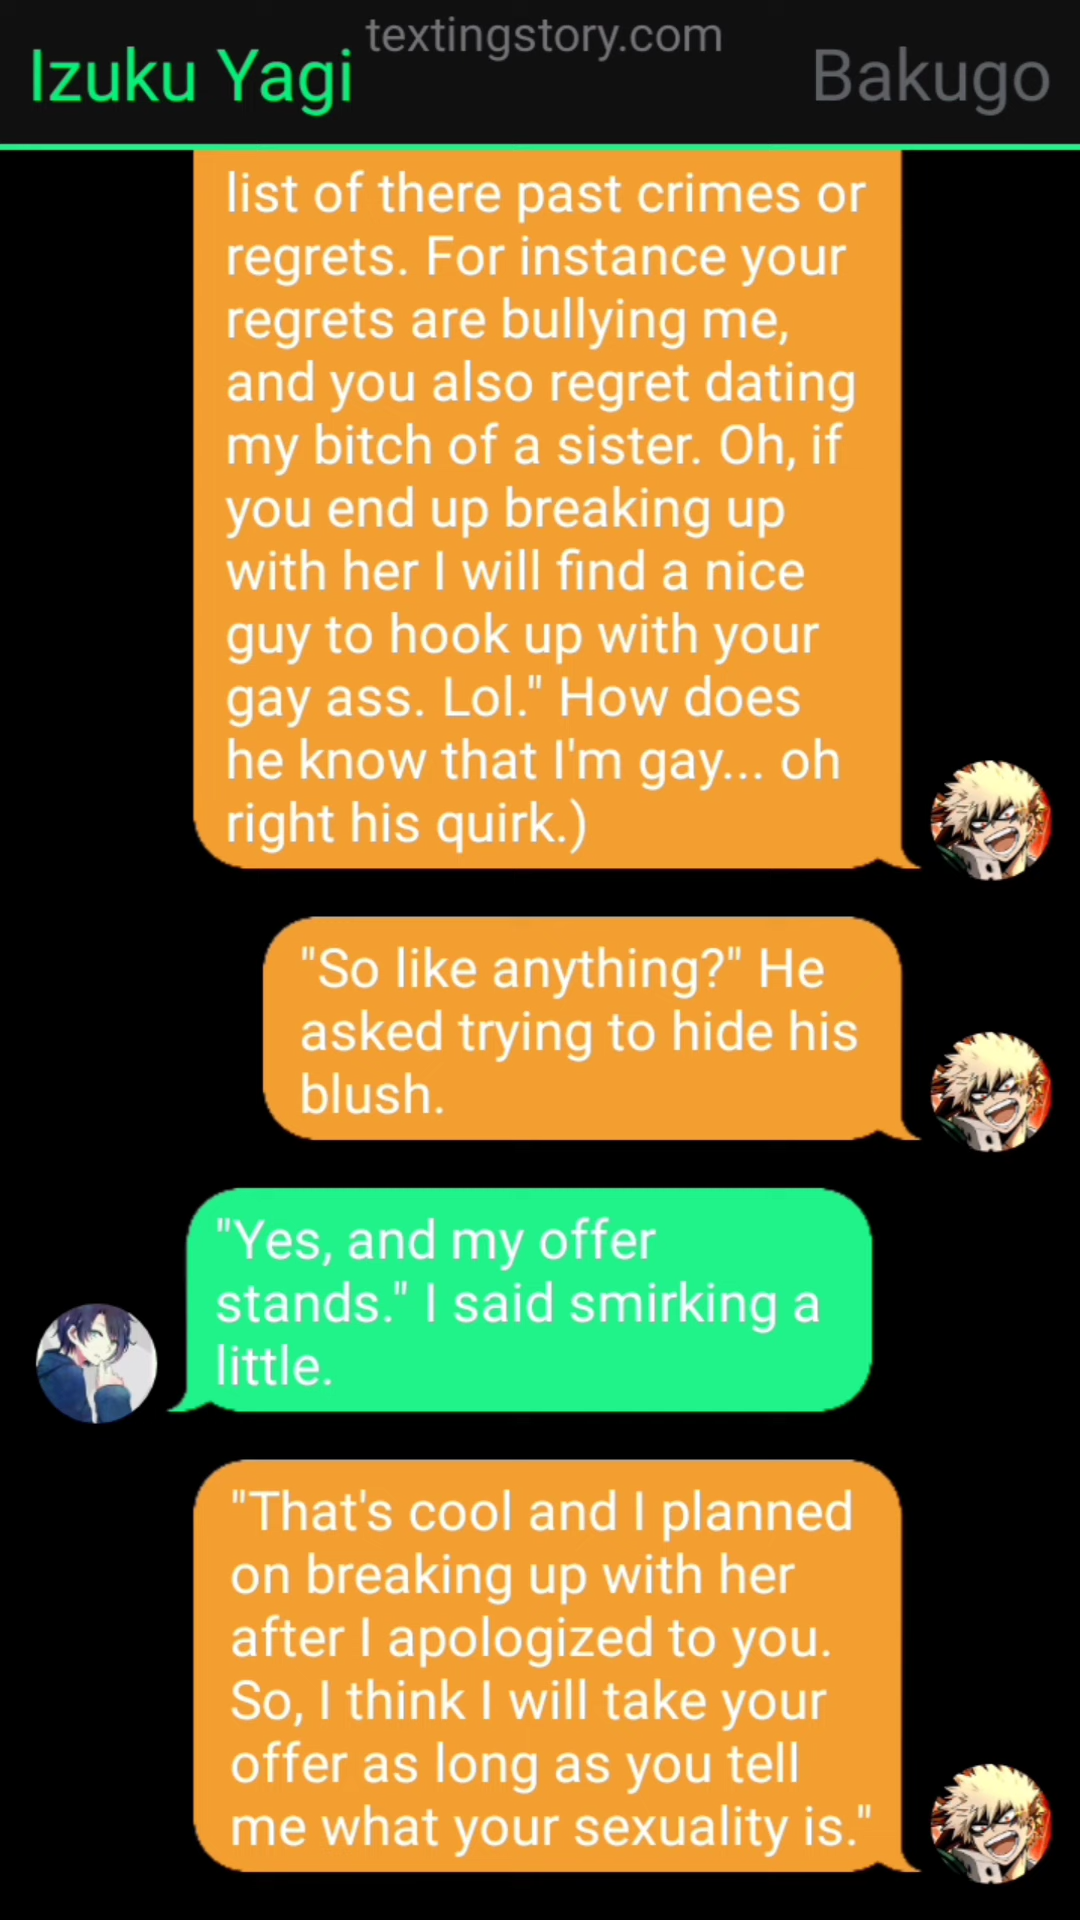 textingstory.com
Izuku Yagi
Bakugo
list of there past crimes or
regrets. For instance your
regrets are bullying me,
and you also regret dating
my bitch of a sister. Oh, if
you end up breaking up
with her I will find a nice
guy to hook up with your
gay ass. Lol." How does
he know that I'm gay... oh
right his quirk.)
"So like anything?" He
asked trying to hide his
blush.
"Yes, and my offer
stands." I said smirking a
little.
"That's cool and I planned
on breaking up with her
after I apologized to you.
So, I think I will take your
offer as long as you tell
me what your sexuality is."